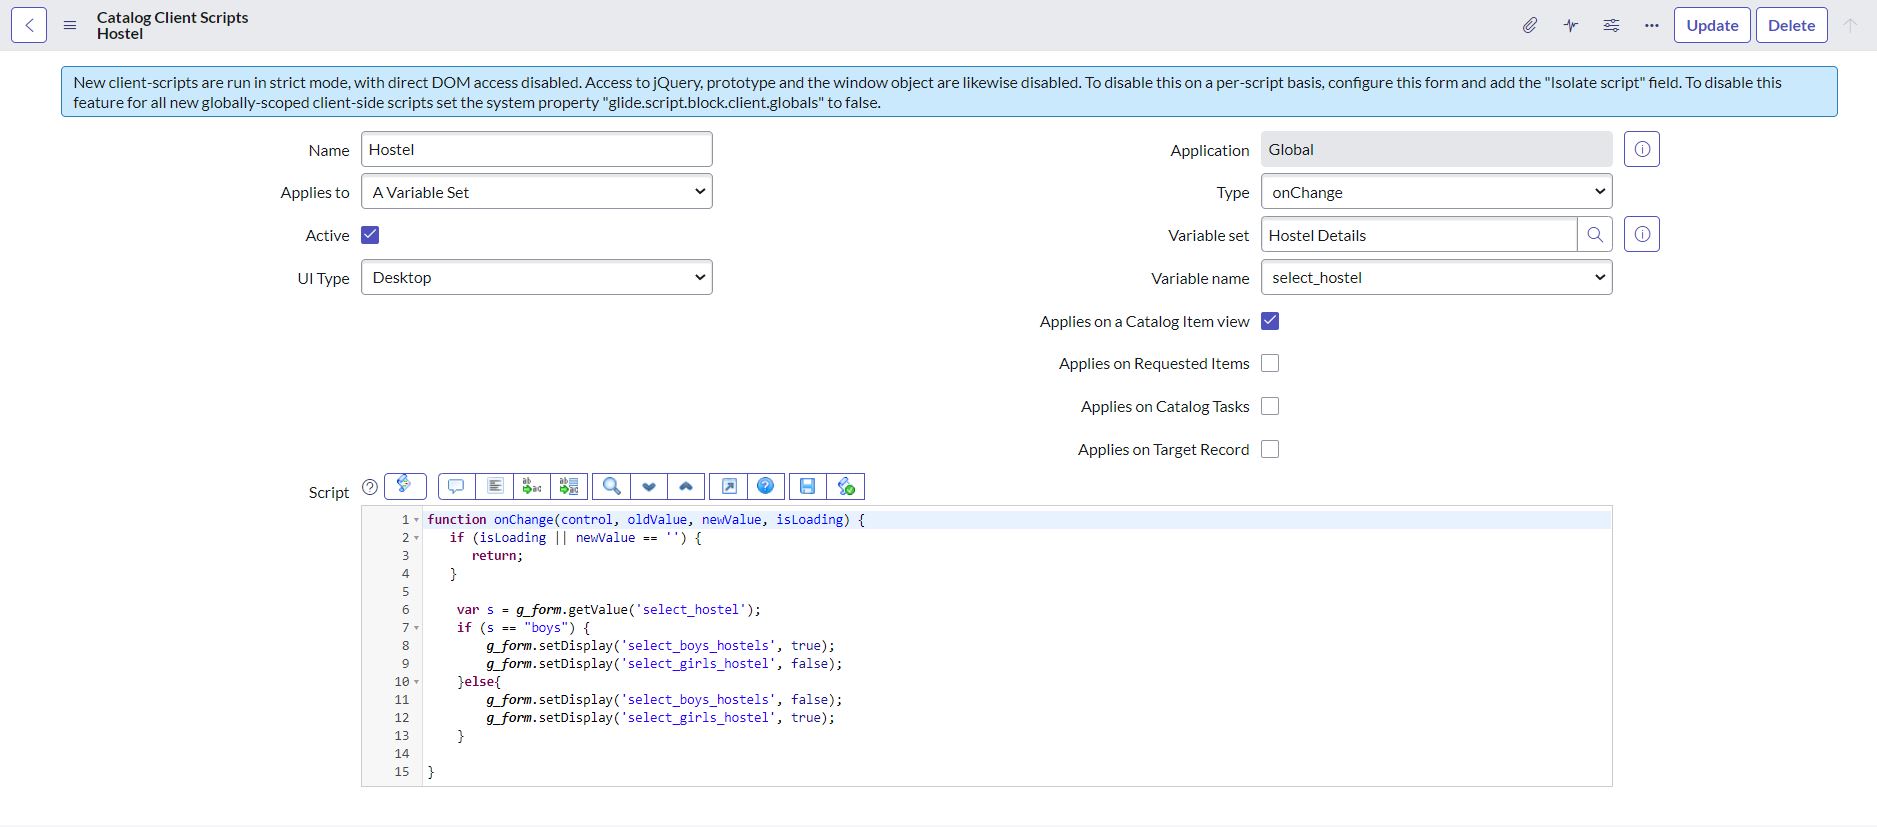 Catalog Client Scripts
Hostel
Update
Delete
New client-scripts are run in strict mode, with direct DOM access disabled. Access to jQuery, prototype and the window object are likewise disabled. To disable this on a per-script basis, configure this form and add the "Isolate script" field. To disable this
feature for all new globally-scoped client-side scripts set the system property "glide.script.block.client.globals" to false.
Name Hostel
Application Global
Applies to A Variable Set
Type onChange
Active
Variable set Hostel Details
UI Type Desktop
Variable name select_hostel
Applies on a Catalog Item view
Applies on Requested Items
Applies on Catalog Tasks
Applies on Target Record
Script
1 function onChange(control, oldValue, newValue, isLoading) {
2 if (isLoading || newValue == '') {
3 return;
4 }
5
6 var s = g_form.getValue('select_hostel');
7 if (s == "boys") {
8 g_form.setDisplay('select_boys_hostels', true);
9 g_form.setDisplay('select_girls_hostel', false);
10 }else{
11 g_form.setDisplay('select_boys_hostels', false);
12 g_form.setDisplay('select_girls_hostel', true);
13 }
14
15 }